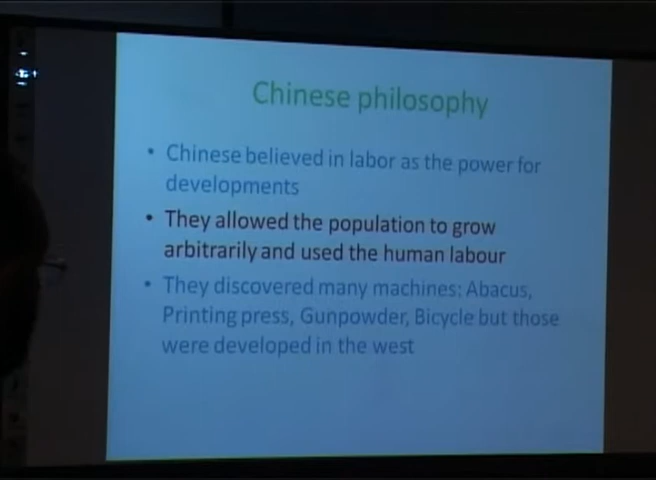 Chinese philosophy
• Chinese believed in labor as the power for
developments
• They allowed the population to grow
arbitrarily and used the human labour
• They discovered many machines: Abacus,
Printing press, Gunpowder, Bicycle but those
were developed in the west